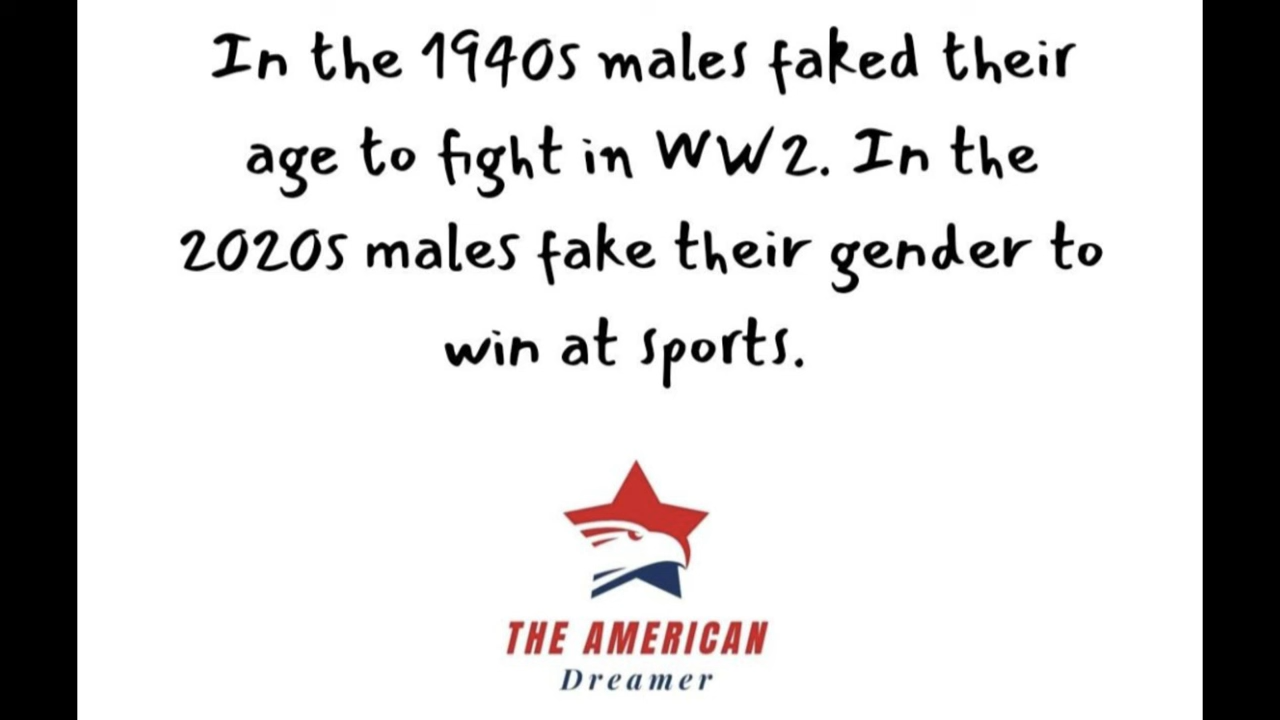 In the 1940s males faked their
age to fight in WW2. In the
2020s males fake their gender to
win at sports.
THE AMERICAN
Dreamer